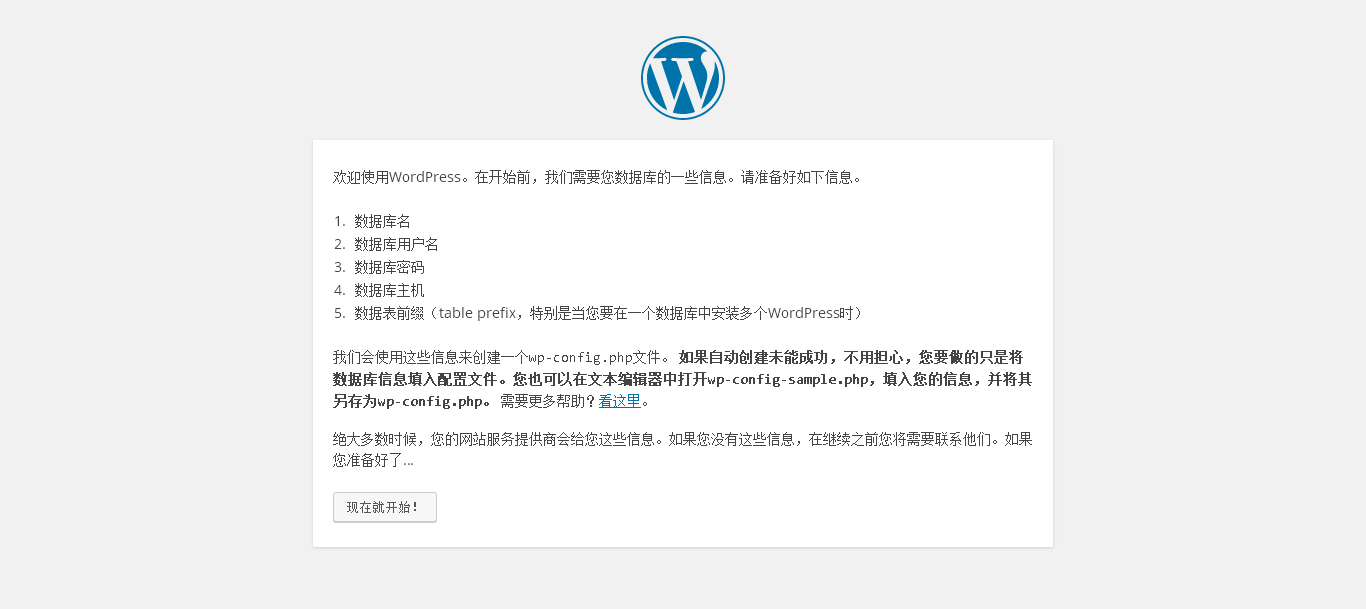 欢迎使用WordPress。在开始前，我们需要您数据库的一些信息。请准备好如下信息。
1. 数据库名
2. 数据库用户名
3. 数据库密码
4. 数据库主机
5. 数据表前缀（table prefix，特别是当您要在一个数据库中安装多个WordPress时）
我们会使用这些信息来创建一个wp-config.php文件。 如果自动创建未能成功，不用担心，您要做的只是将
数据库信息填入配置文件。您也可以在文本编辑器中打开wp-config-sample.php，填入您的信息，并将其
另存为wp-config.php。 需要更多帮助？看这里。
绝大多数时候，您的网站服务提供商会给您这些信息。如果您没有这些信息，在继续之前您将需要联系他们。如果
您准备好了…
现在就开始！